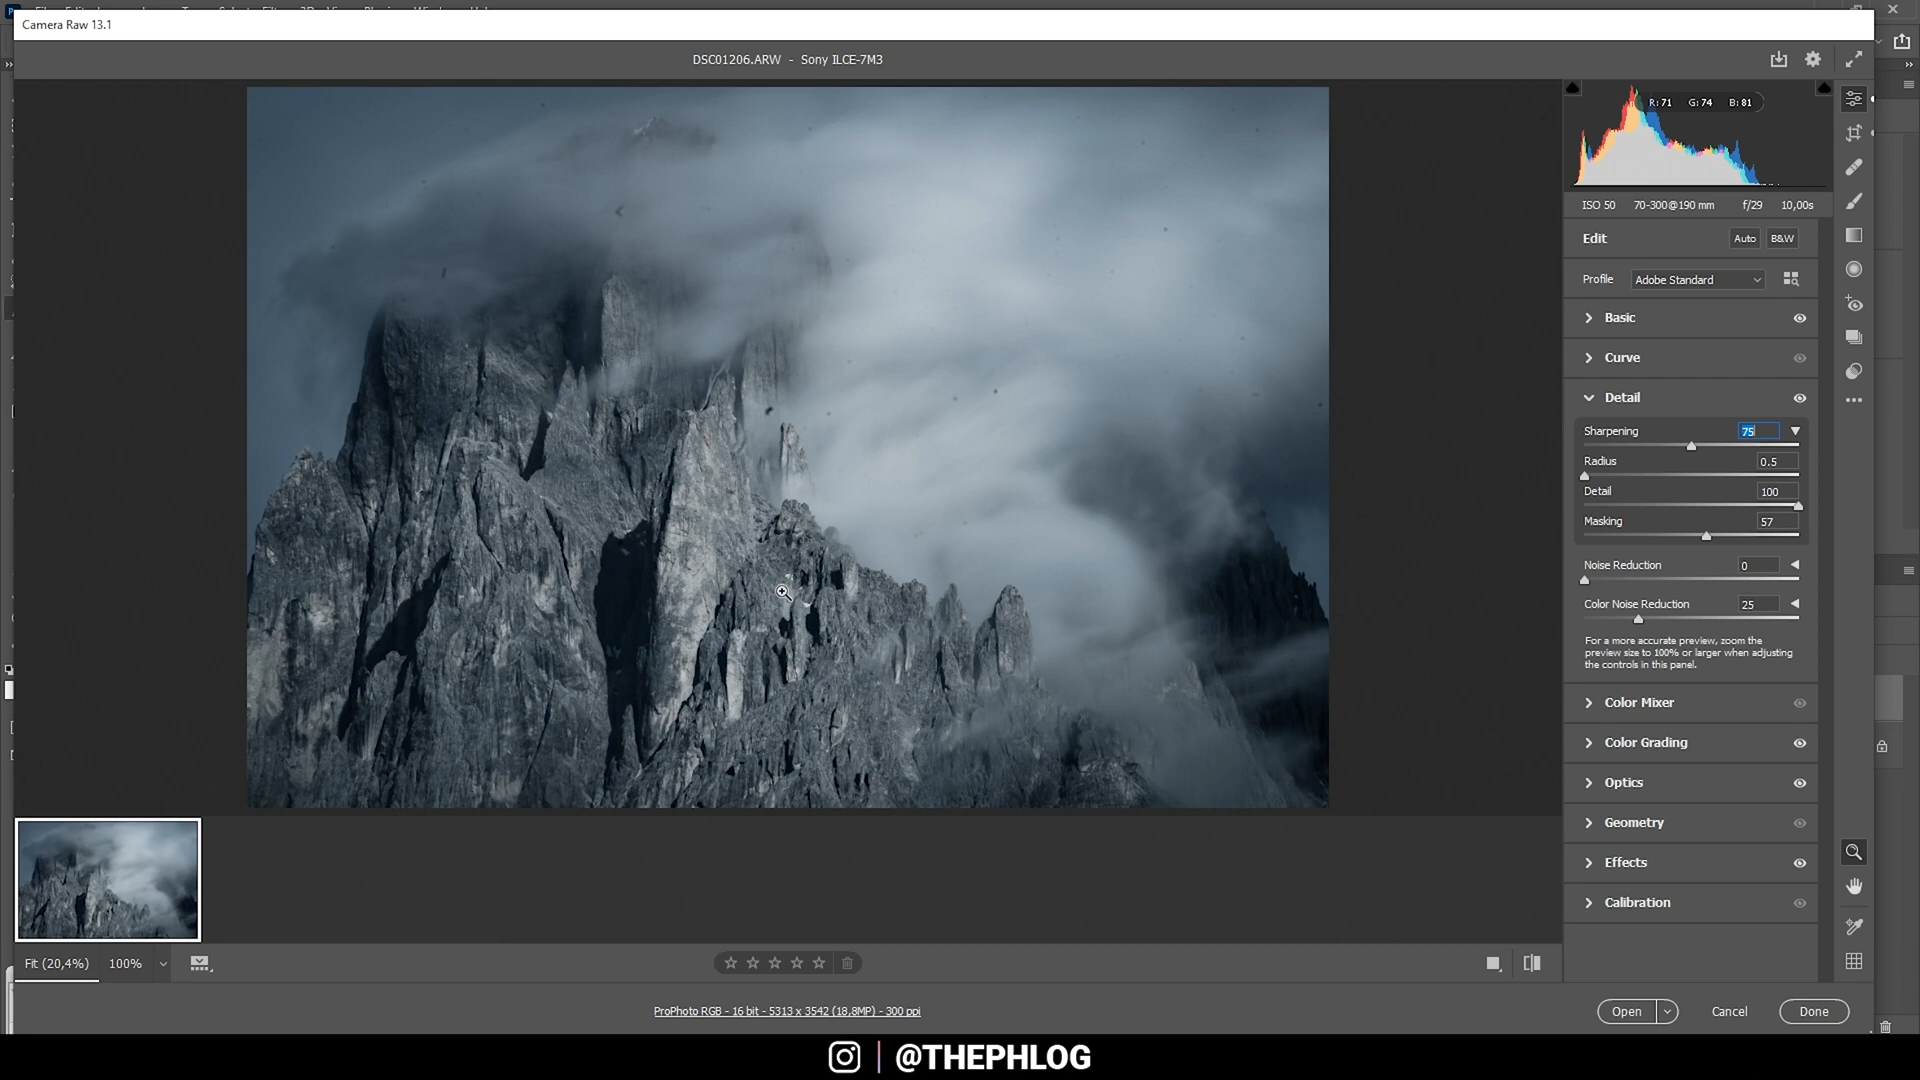 Camera Raw 13.1
DSC01206.ARW - Sony ILCE-7M3
R: 71 G: 74 B: 81
ISO 50 70-300@190 mm f/29 10,00s
Edit Auto B&W
Profile Adobe Standard
Basic
Curve
Detail
Sharpening 75
Radius 0.5
Detail 100
Masking 57
Noise Reduction 0
Color Noise Reduction 25
For a more accurate preview, zoom the
preview size to 100% or larger when adjusting
the controls in this panel.
Color Mixer
Color Grading
Optics
Geometry
Effects
Calibration
Fit (20,4%) 100%
ProPhoto RGB - 16 bit - 5313 x 3542 (18,8MP) - 300 ppi
Open Cancel Done
@THEPHLOG